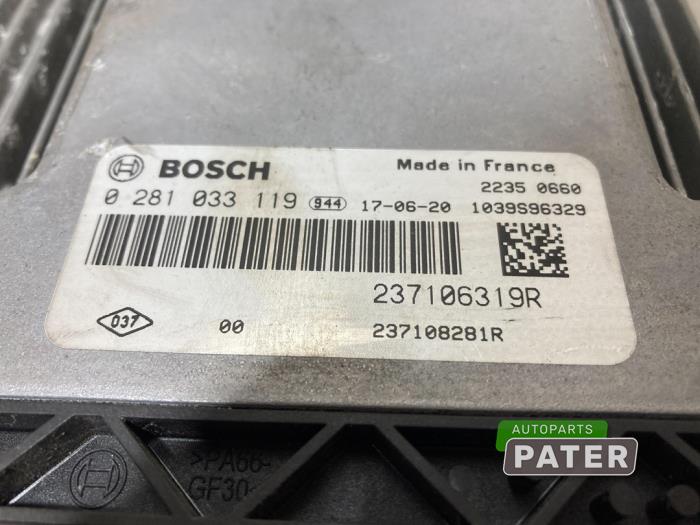 BOSCH
Made in France
2235 0660
0 281 033 119 944 17-06-20 1039S96329
237106319R
037 00 237108281R
>PA66-
GF30<
AUTOPARTS
PATER